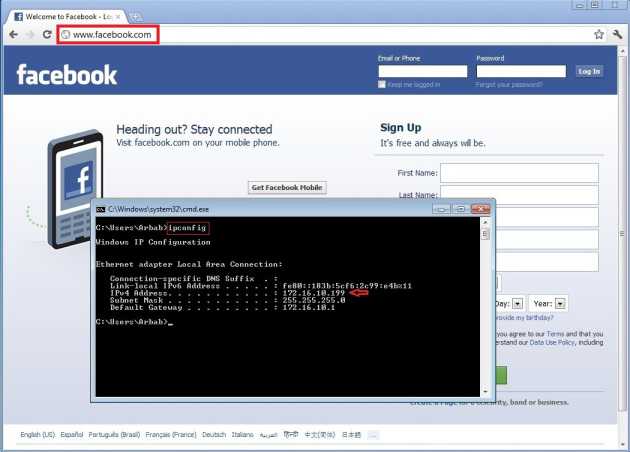 Welcome to Facebook - Log
www.facebook.com
facebook
Email or Phone
Password
Keep me logged in
Forgot your password?
Log In
Heading out? Stay connected
Visit facebook.com on your mobile phone.
Get Facebook Mobile
Sign Up
It's free and always will be.
First Name:
Last Name:
C:\Windows\system32\cmd.exe
C:\Users\Arbab>ipconfig
Windows IP Configuration
Ethernet adapter Local Area Connection:
Connection-specific DNS Suffix . :
Link-local IPv6 Address . . . . . : fe80::183b:5cf6:2c99:e4b%11
IPv4 Address. . . . . . . . . . . : 172.16.10.199
Subnet Mask . . . . . . . . . . . : 255.255.255.0
Default Gateway . . . . . . . . . : 172.16.10.1
C:\Users\Arbab>_
Day:
Year:
provide my birthday?
you agree to our Terms and that you
understand our Data Use Policy, including
Create a Page for a celebrity, band or business.
English (US) Español Português (Brasil) Français (France) Deutsch Italiano العربية हिन्दी 中文(简体) 日本語 ...